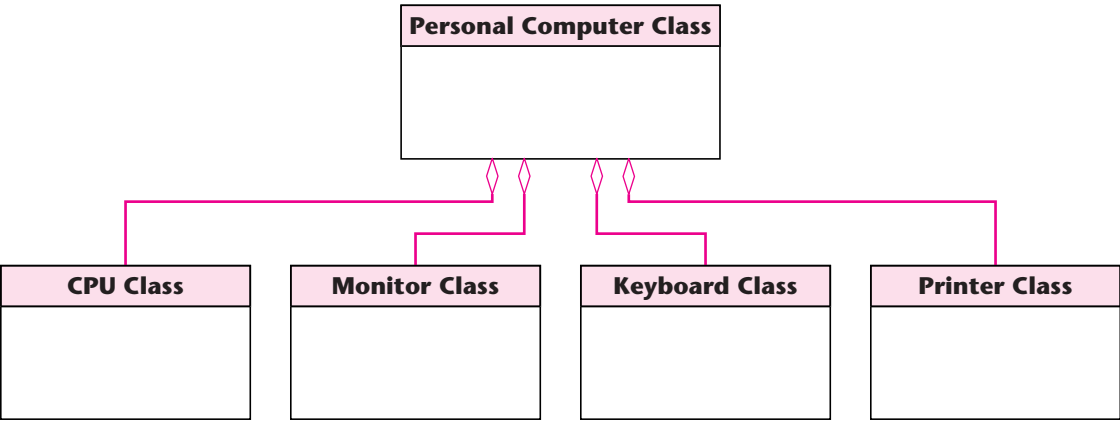 Personal Computer Class
CPU Class
Monitor Class
Keyboard Class
Printer Class